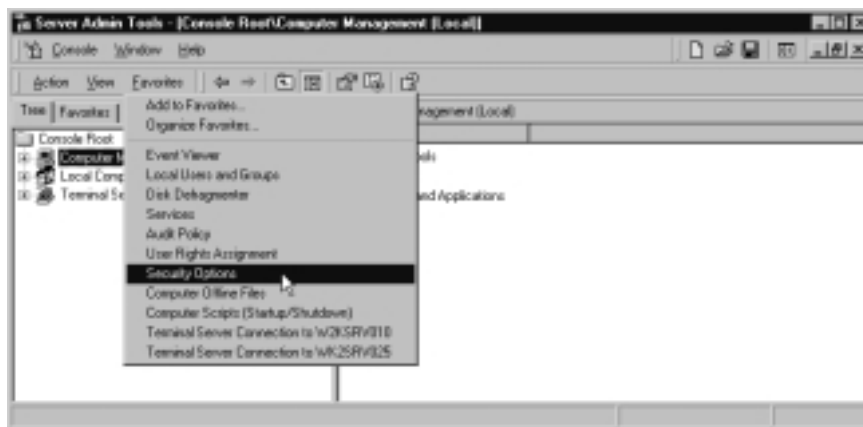 Server Admin Tools - [Console Root\Computer Management (Local)]
Console Window Help
Action View Favorites
Tree Favorites
Add to Favorites...
Organize Favorites...
Event Viewer
Local Users and Groups
Disk Defragmenter
Services
Audit Policy
User Rights Assignment
Security Options
Computer Offline Files
Computer Scripts (Startup/Shutdown)
Terminal Server Connection to W2KSRV010
Terminal Server Connection to WK2SRV025
Console Root
Computer M
Local Comp
Terminal Se
nagement (Local)
ols
and Applications